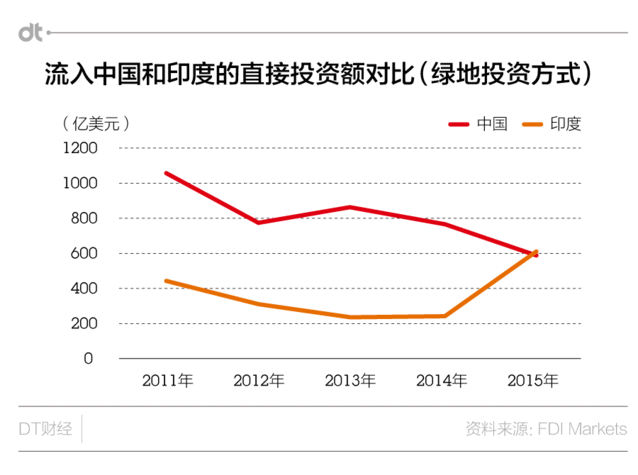 dt
流入中国和印度的直接投资额对比（绿地投资方式）
（亿美元）
中国 印度
1200
1000
800
600
400
200
0
2011年 2012年 2013年 2014年 2015年
DT财经 资料来源：FDI Markets